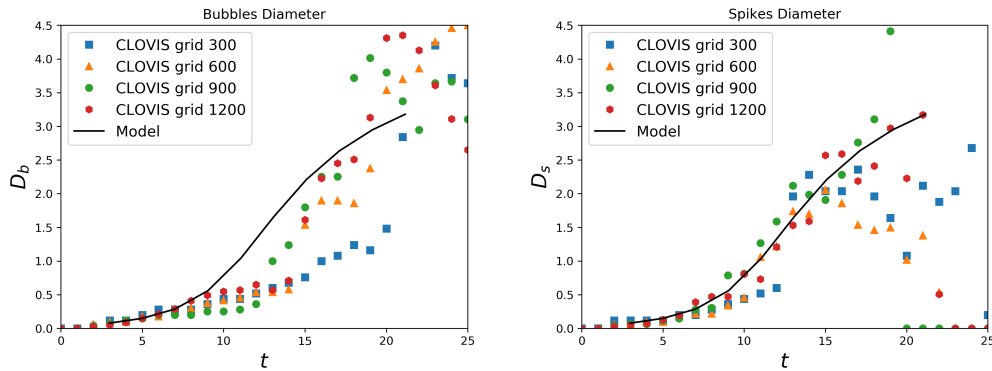 Bubbles Diameter
4.5
4.0
3.5
3.0
2.5
2.0
1.5
1.0
0.5
0.0
D_b
CLOVIS grid 300
CLOVIS grid 600
CLOVIS grid 900
CLOVIS grid 1200
Model
0 5 10 15 20 25
t
Spikes Diameter
4.5
4.0
3.5
3.0
2.5
2.0
1.5
1.0
0.5
0.0
D_s
CLOVIS grid 300
CLOVIS grid 600
CLOVIS grid 900
CLOVIS grid 1200
Model
0 5 10 15 20 25
t